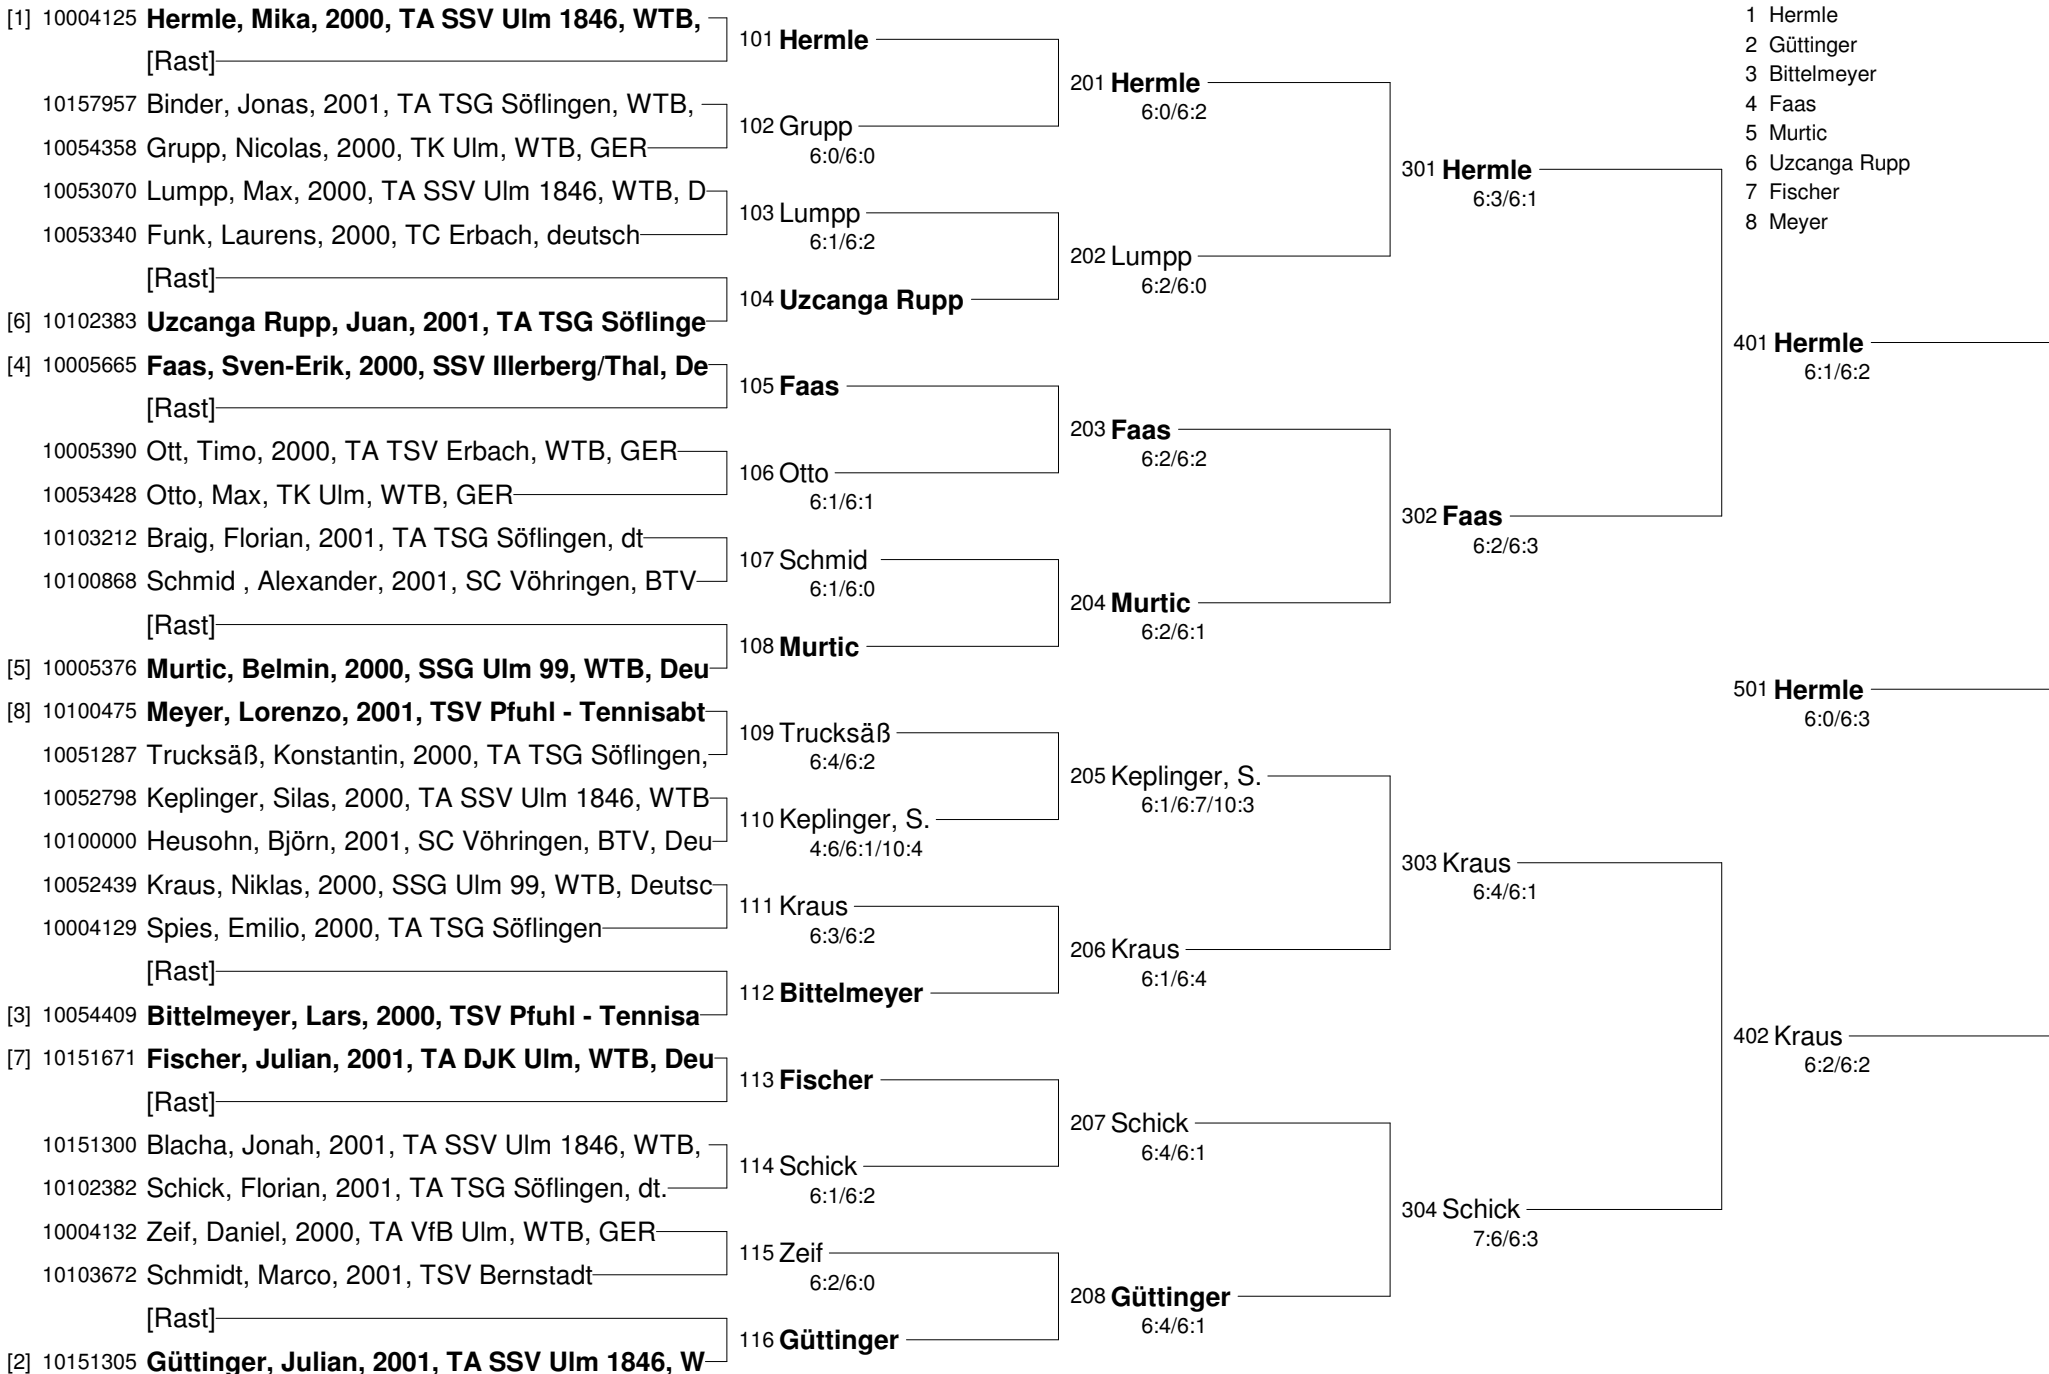 [1] 10004125 Hermle, Mika, 2000, TA SSV Ulm 1846, WTB,
[Rast]
10157957 Binder, Jonas, 2001, TA TSG Söflingen, WTB,
10054358 Grupp, Nicolas, 2000, TK Ulm, WTB, GER
10053070 Lumpp, Max, 2000, TA SSV Ulm 1846, WTB, D
10053340 Funk, Laurens, 2000, TC Erbach, deutsch
[Rast]
[6] 10102383 Uzcanga Rupp, Juan, 2001, TA TSG Söflinge
[4] 10005665 Faas, Sven-Erik, 2000, SSV Illerberg/Thal, De
[Rast]
10005390 Ott, Timo, 2000, TA TSV Erbach, WTB, GER
10053428 Otto, Max, TK Ulm, WTB, GER
10103212 Braig, Florian, 2001, TA TSG Söflingen, dt
10100868 Schmid , Alexander, 2001, SC Vöhringen, BTV
[Rast]
[5] 10005376 Murtic, Belmin, 2000, SSG Ulm 99, WTB, Deu
[8] 10100475 Meyer, Lorenzo, 2001, TSV Pfuhl - Tennisabt
10051287 Trucksäß, Konstantin, 2000, TA TSG Söflingen,
10052798 Keplinger, Silas, 2000, TA SSV Ulm 1846, WTB
10100000 Heusohn, Björn, 2001, SC Vöhringen, BTV, Deu
10052439 Kraus, Niklas, 2000, SSG Ulm 99, WTB, Deutsc
10004129 Spies, Emilio, 2000, TA TSG Söflingen
[Rast]
[3] 10054409 Bittelmeyer, Lars, 2000, TSV Pfuhl - Tennisa
[7] 10151671 Fischer, Julian, 2001, TA DJK Ulm, WTB, Deu
[Rast]
10151300 Blacha, Jonah, 2001, TA SSV Ulm 1846, WTB,
10102382 Schick, Florian, 2001, TA TSG Söflingen, dt.
10004132 Zeif, Daniel, 2000, TA VfB Ulm, WTB, GER
10103672 Schmidt, Marco, 2001, TSV Bernstadt
[Rast]
[2] 10151305 Güttinger, Julian, 2001, TA SSV Ulm 1846, W
101 Hermle
102 Grupp
6:0/6:0
103 Lumpp
6:1/6:2
104 Uzcanga Rupp
105 Faas
106 Otto
6:1/6:1
107 Schmid
6:1/6:0
108 Murtic
109 Trucksäß
6:4/6:2
110 Keplinger, S.
4:6/6:1/10:4
111 Kraus
6:3/6:2
112 Bittelmeyer
113 Fischer
114 Schick
6:1/6:2
115 Zeif
6:2/6:0
116 Güttinger
201 Hermle
6:0/6:2
202 Lumpp
6:2/6:0
203 Faas
6:2/6:2
204 Murtic
6:2/6:1
205 Keplinger, S.
6:1/6:7/10:3
206 Kraus
6:1/6:4
207 Schick
6:4/6:1
208 Güttinger
6:4/6:1
301 Hermle
6:3/6:1
302 Faas
6:2/6:3
303 Kraus
6:4/6:1
304 Schick
7:6/6:3
1 Hermle
2 Güttinger
3 Bittelmeyer
4 Faas
5 Murtic
6 Uzcanga Rupp
7 Fischer
8 Meyer
401 Hermle
6:1/6:2
501 Hermle
6:0/6:3
402 Kraus
6:2/6:2